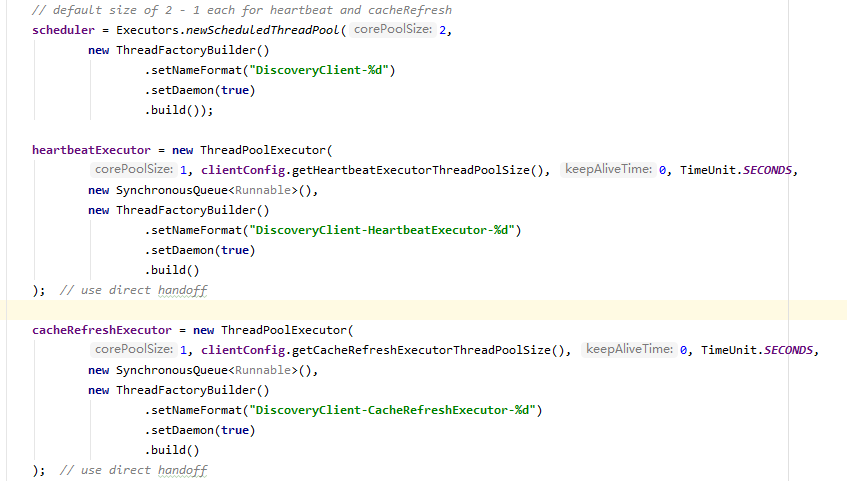 // default size of 2 - 1 each for heartbeat and cacheRefresh
scheduler = Executors.newScheduledThreadPool( corePoolSize: 2,
new ThreadFactoryBuilder()
.setNameFormat("DiscoveryClient-%d")
.setDaemon(true)
.build());
heartbeatExecutor = new ThreadPoolExecutor(
corePoolSize: 1, clientConfig.getHeartbeatExecutorThreadPoolSize(), keepAliveTime: 0, TimeUnit.SECONDS,
new SynchronousQueue<Runnable>(),
new ThreadFactoryBuilder()
.setNameFormat("DiscoveryClient-HeartbeatExecutor-%d")
.setDaemon(true)
.build()
); // use direct handoff
cacheRefreshExecutor = new ThreadPoolExecutor(
corePoolSize: 1, clientConfig.getCacheRefreshExecutorThreadPoolSize(), keepAliveTime: 0, TimeUnit.SECONDS,
new SynchronousQueue<Runnable>(),
new ThreadFactoryBuilder()
.setNameFormat("DiscoveryClient-CacheRefreshExecutor-%d")
.setDaemon(true)
.build()
); // use direct handoff